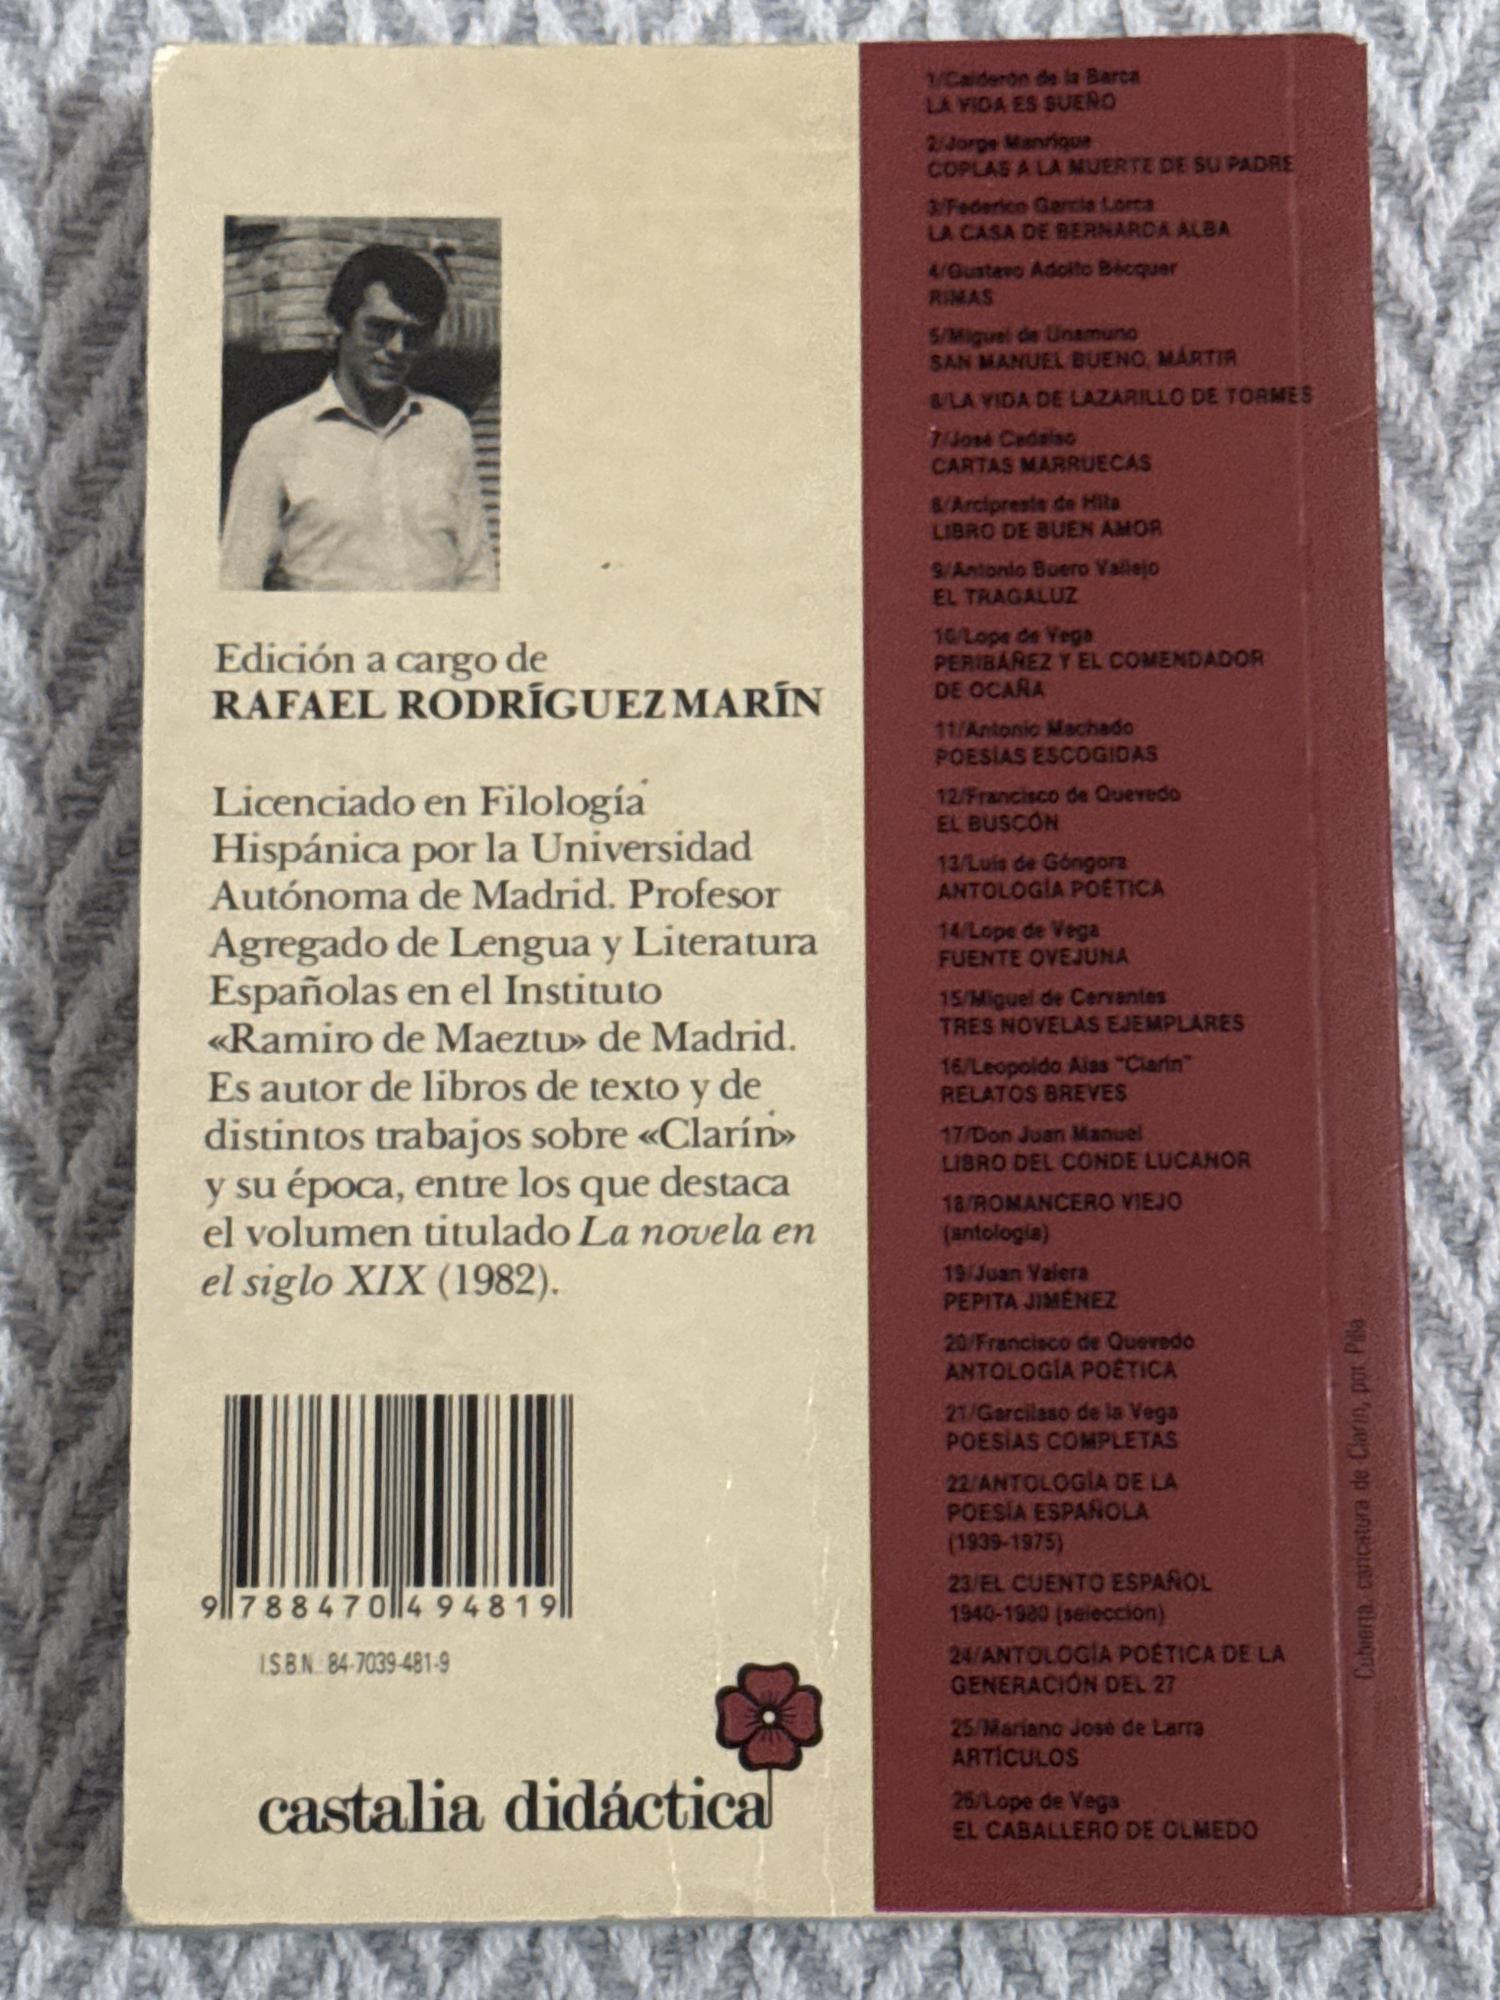 Edición a cargo de
RAFAEL RODRÍGUEZ MARÍN
Licenciado en Filología
Hispánica por la Universidad
Autónoma de Madrid. Profesor
Agregado de Lengua y Literatura
Españolas en el Instituto
«Ramiro de Maeztu» de Madrid.
Es autor de libros de texto y de
distintos trabajos sobre «Clarín»
y su época, entre los que destaca
el volumen titulado La novela en
el siglo XIX (1982).
9 788470 494819
I.S.B.N. 84-7039-481-9
castalia didáctica
1/Calderón de la Barca
LA VIDA ES SUEÑO
2/Jorge Manrique
COPLAS A LA MUERTE DE SU PADRE
3/Federico García Lorca
LA CASA DE BERNARDA ALBA
4/Gustavo Adolfo Bécquer
RIMAS
5/Miguel de Unamuno
SAN MANUEL BUENO, MÁRTIR
6/LA VIDA DE LAZARILLO DE TORMES
7/José Cadalso
CARTAS MARRUECAS
8/Arcipreste de Hita
LIBRO DE BUEN AMOR
9/Antonio Buero Vallejo
EL TRAGALUZ
10/Lope de Vega
PERIBÁÑEZ Y EL COMENDADOR
DE OCAÑA
11/Antonio Machado
POESÍAS ESCOGIDAS
12/Francisco de Quevedo
EL BUSCÓN
13/Luis de Góngora
ANTOLOGÍA POÉTICA
14/Lope de Vega
FUENTE OVEJUNA
15/Miguel de Cervantes
TRES NOVELAS EJEMPLARES
16/Leopoldo Alas "Clarín"
RELATOS BREVES
17/Don Juan Manuel
LIBRO DEL CONDE LUCANOR
18/ROMANCERO VIEJO
(antología)
19/Juan Valera
PEPITA JIMÉNEZ
20/Francisco de Quevedo
ANTOLOGÍA POÉTICA
21/Garcilaso de la Vega
POESÍAS COMPLETAS
22/ANTOLOGÍA DE LA
POESÍA ESPAÑOLA
(1939-1975)
23/EL CUENTO ESPAÑOL
1940-1980 (selección)
24/ANTOLOGÍA POÉTICA DE LA
GENERACIÓN DEL 27
25/Mariano José de Larra
ARTÍCULOS
26/Lope de Vega
EL CABALLERO DE OLMEDO
Cubierta: caricatura de Clarín, por Pilla